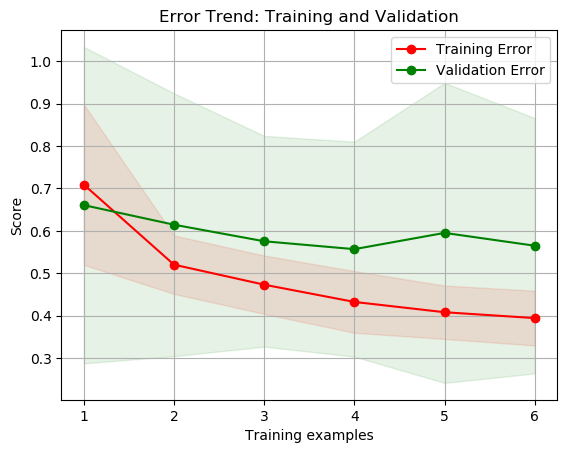 Error Trend: Training and Validation
Training Error
Validation Error
Score
1.0
0.9
0.8
0.7
0.6
0.5
0.4
0.3
1 2 3 4 5 6
Training examples